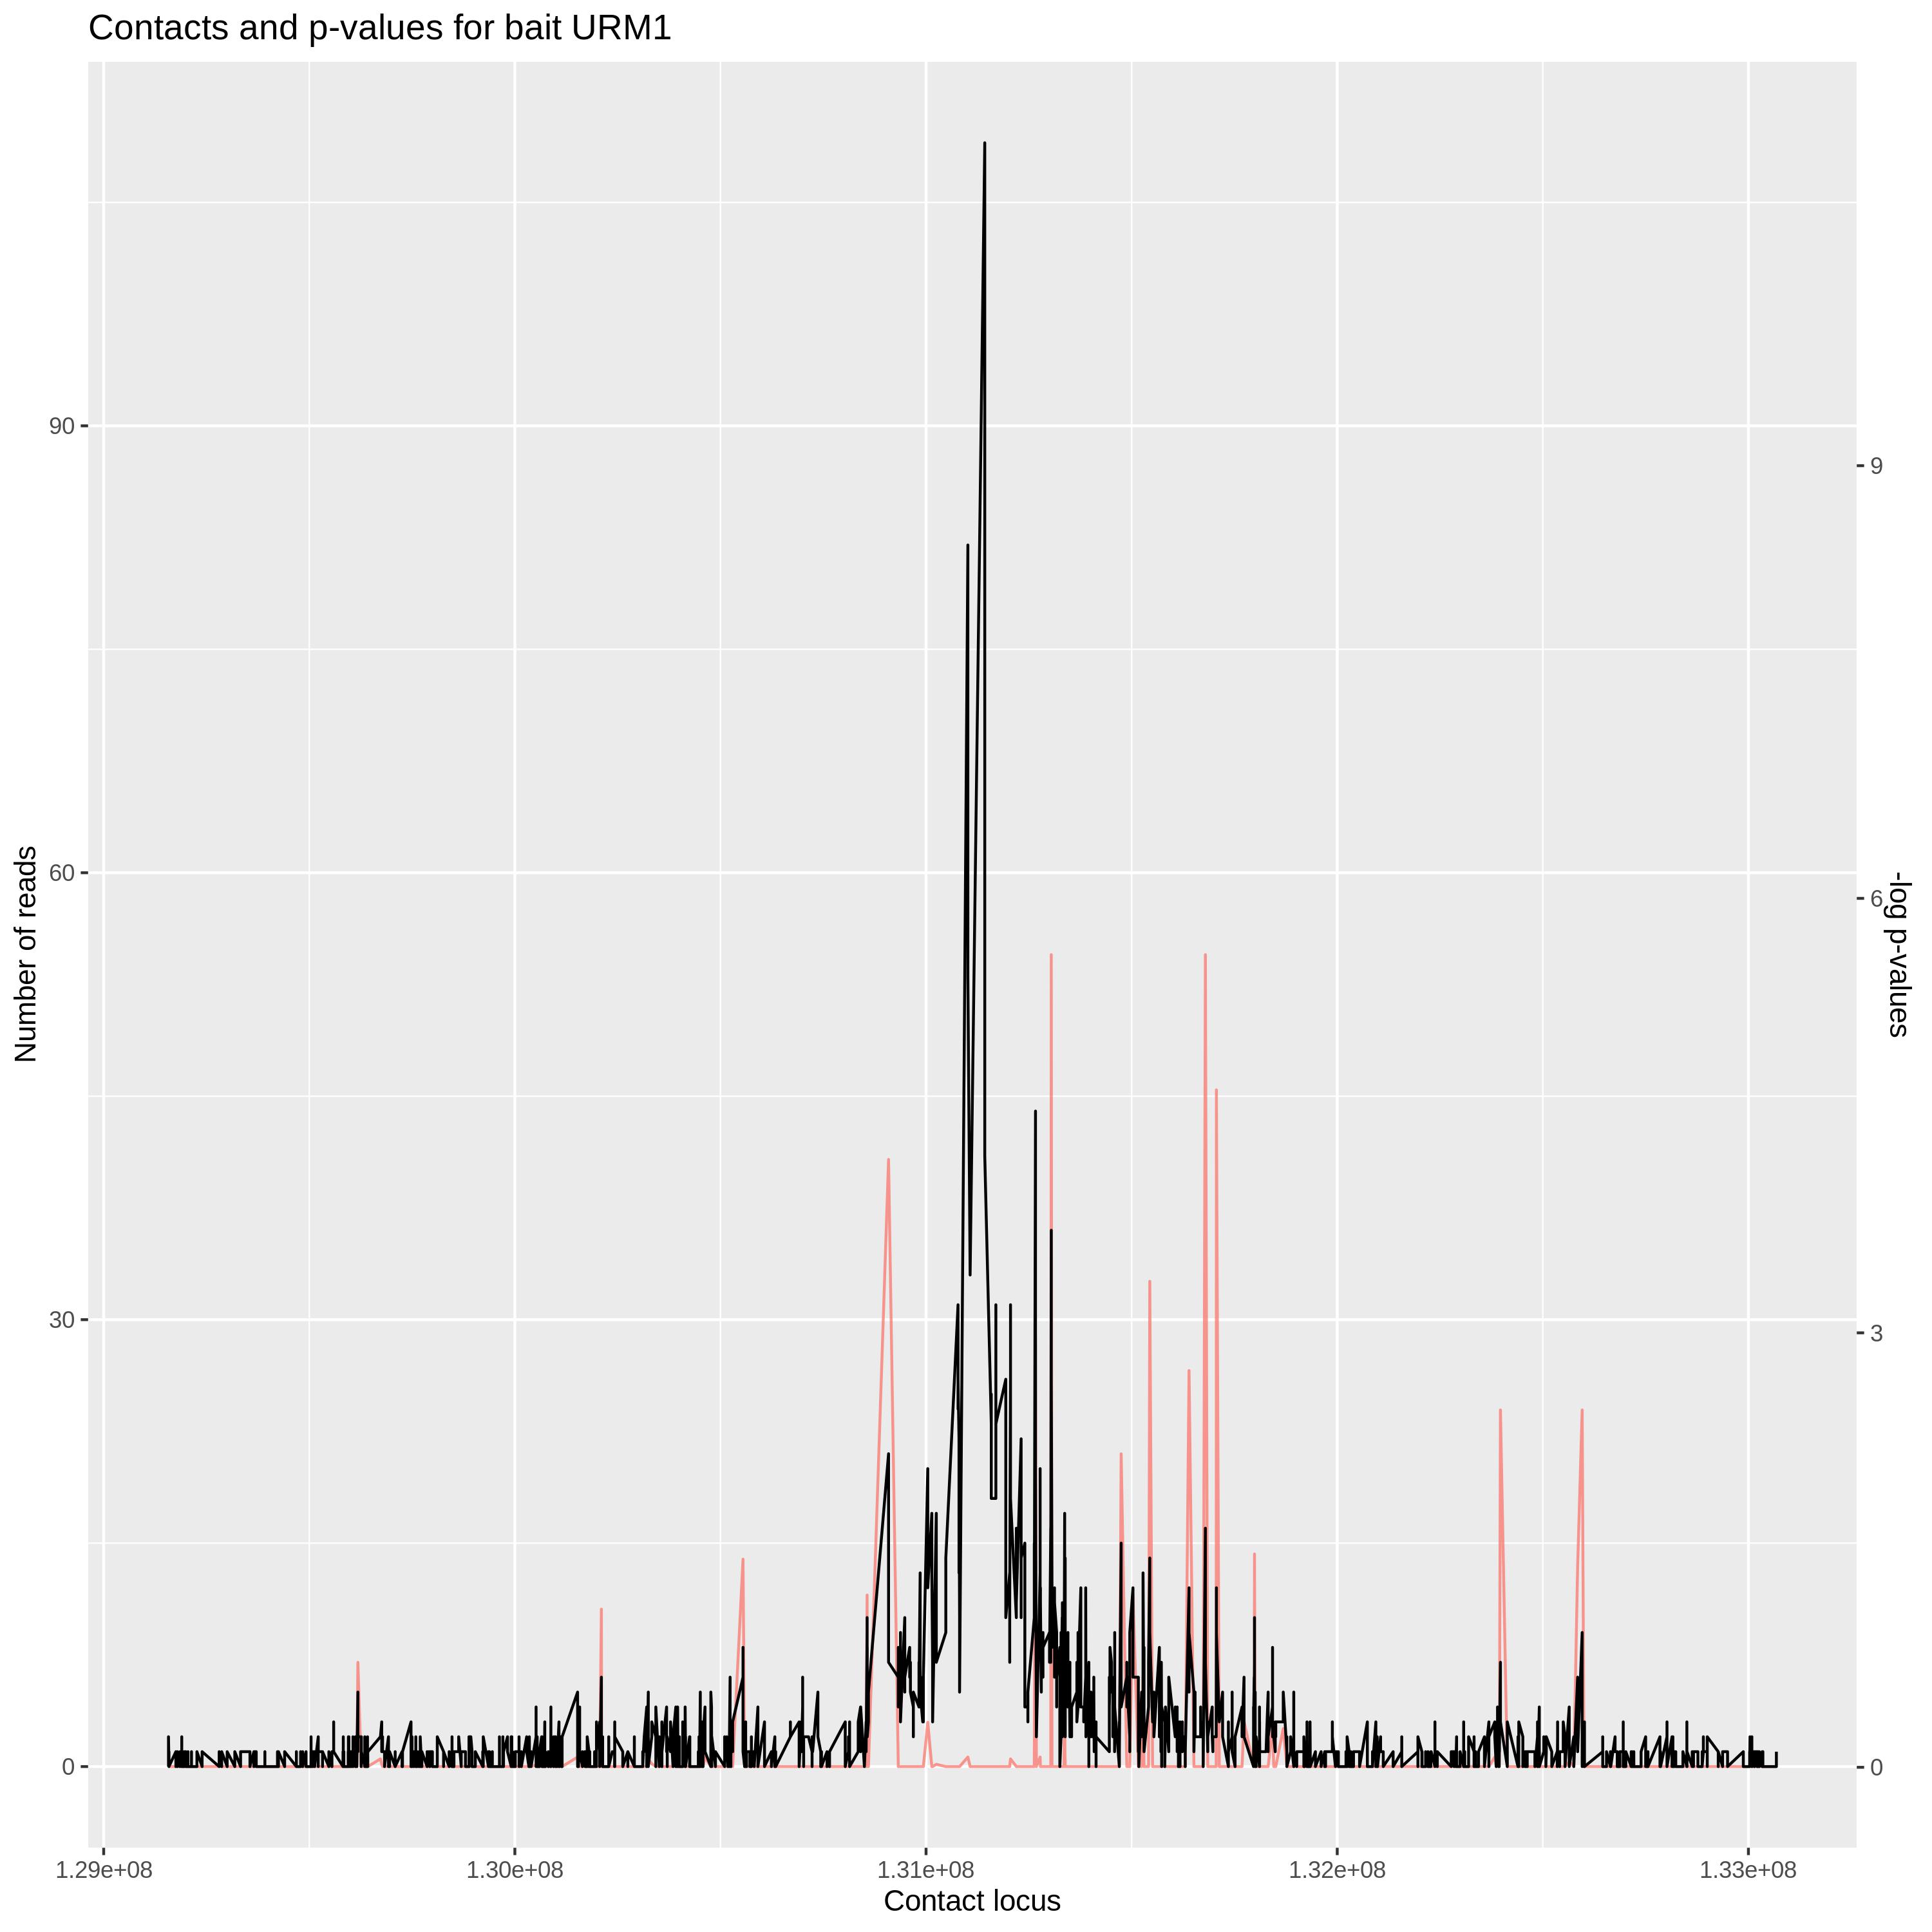 Contacts and p-values for bait URM1
Number of reads
90
60
30
0
9
6
3
0
-log p-values
1.29e+08
1.30e+08
1.31e+08
1.32e+08
1.33e+08
Contact locus